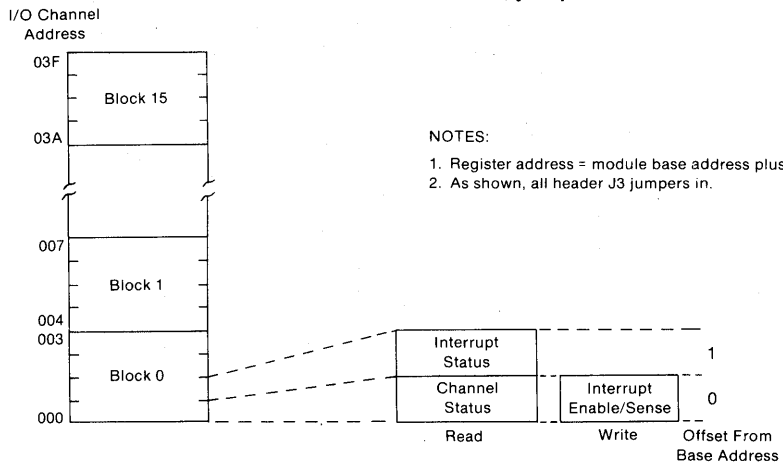 I/O Channel
Address
03F
Block 15
03A
NOTES:
1. Register address = module base address plus
2. As shown, all header J3 jumpers in.
007
Block 1
004
003
Block 0
000
Interrupt
Status
1
Channel
Status
Interrupt
Enable/Sense
0
Read
Write
Offset From
Base Address